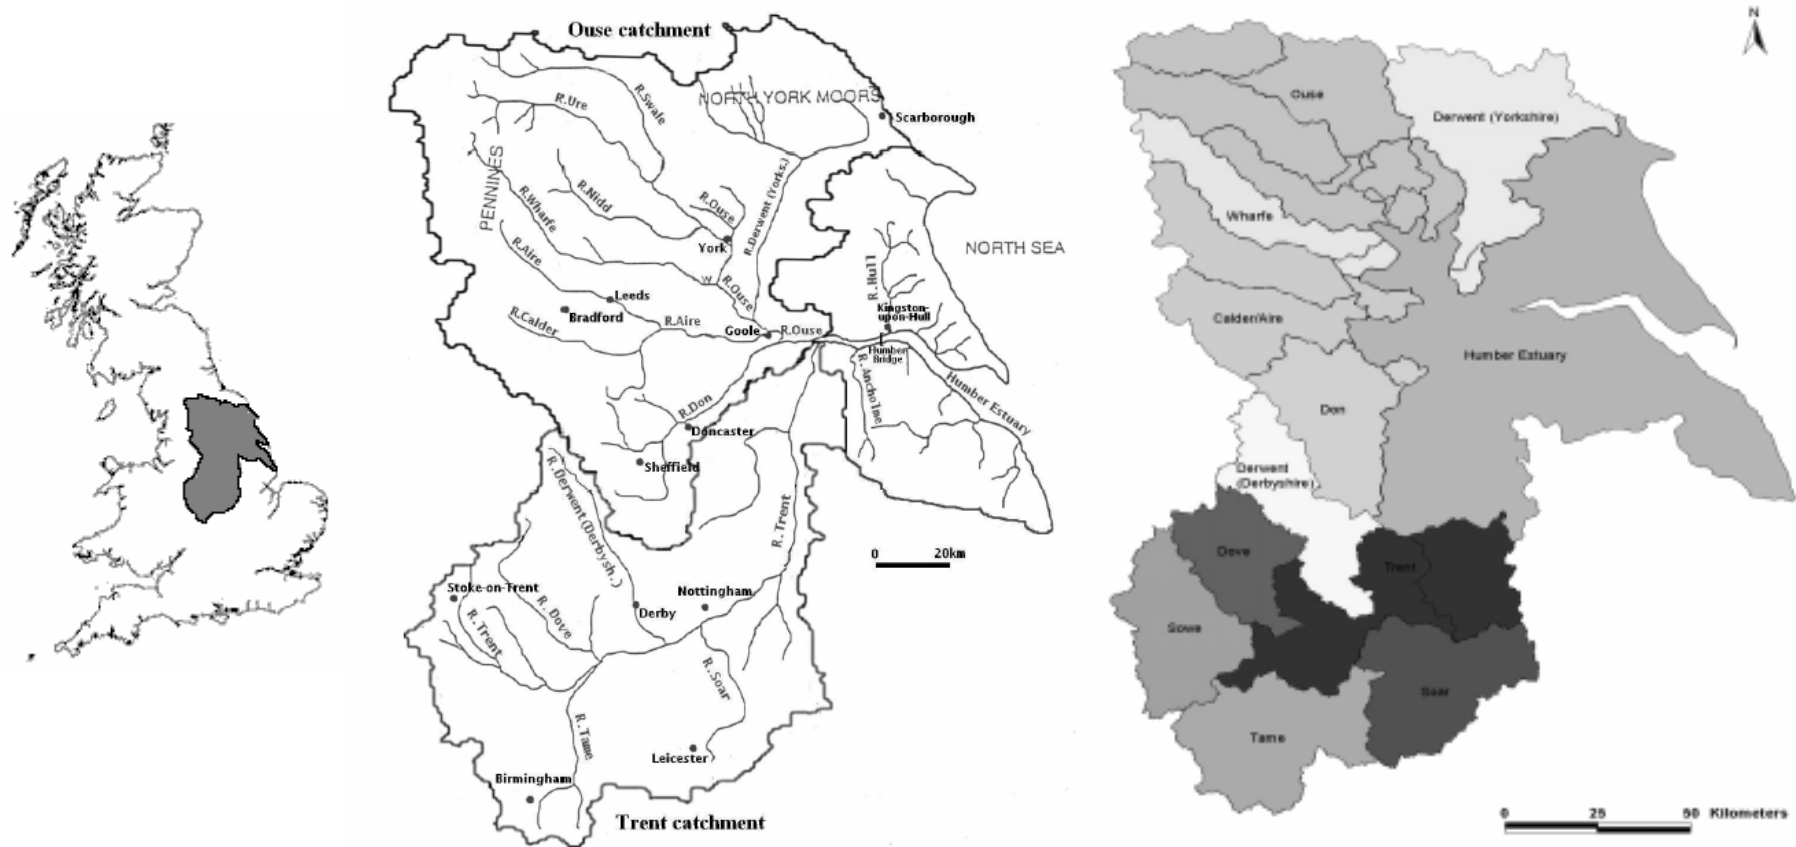 Ouse catchment
NORTH YORK MOORS
R.Ure
R.Swale
Scarborough
PENNINES
R.Wharfe
R.Nidd
R.Ouse
R.Derwent (Yorks.)
York
NORTH SEA
R.Aire
W
R.Ouse
R.Hull
Leeds
Bradford
R.Calder
R.Aire
Goole
R.Ouse
Kingston-
upon-Hull
Humber
Bridge
R.Ancholme
Humber Estuary
R.Don
Doncaster
Sheffield
R.Derwent(Derbysh.)
R.Trent
0 20km
Stoke-on-Trent
R.Trent
R. Dove
Derby
Nottingham
R.Soar
R.Tame
Leicester
Birmingham
Trent catchment
N
Ouse
Derwent (Yorkshire)
Wharfe
Calder/Aire
Humber Estuary
Don
Derwent
(Derbyshire)
Dove
Trent
Sowe
Soar
Tame
0 25 50 Kilometers